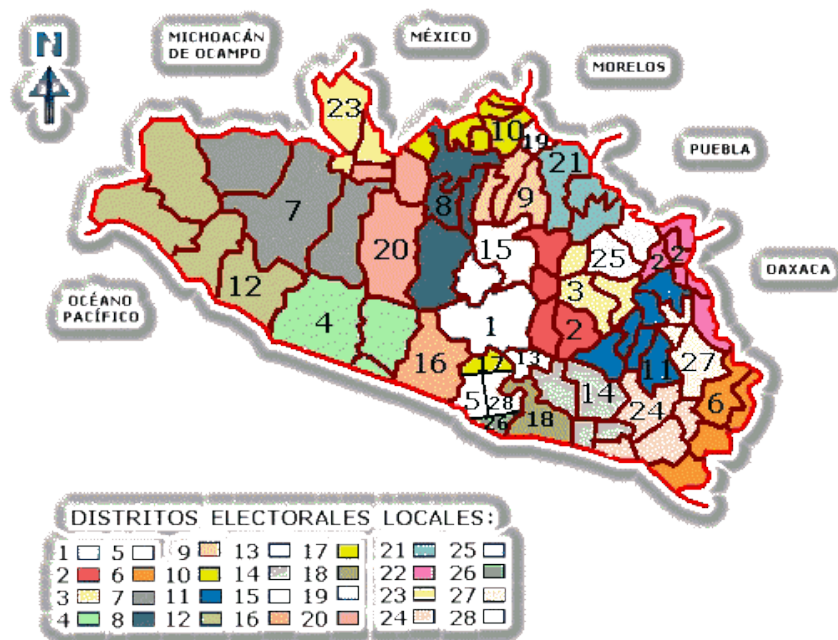 MICHOACÁN
DE OCAMPO
MÉXICO
MORELOS
PUEBLA
OAXACA
OCÉANO
PACÍFICO
N
23
10
19
21
7
8
9
20
15
25
2
2
12
3
4
1
2
16
17
13
11
27
5
28
14
24
6
26
18
DISTRITOS ELECTORALES LOCALES:
1 5 9 13 17 21 25
2 6 10 14 18 22 26
3 7 11 15 19 23 27
4 8 12 16 20 24 28